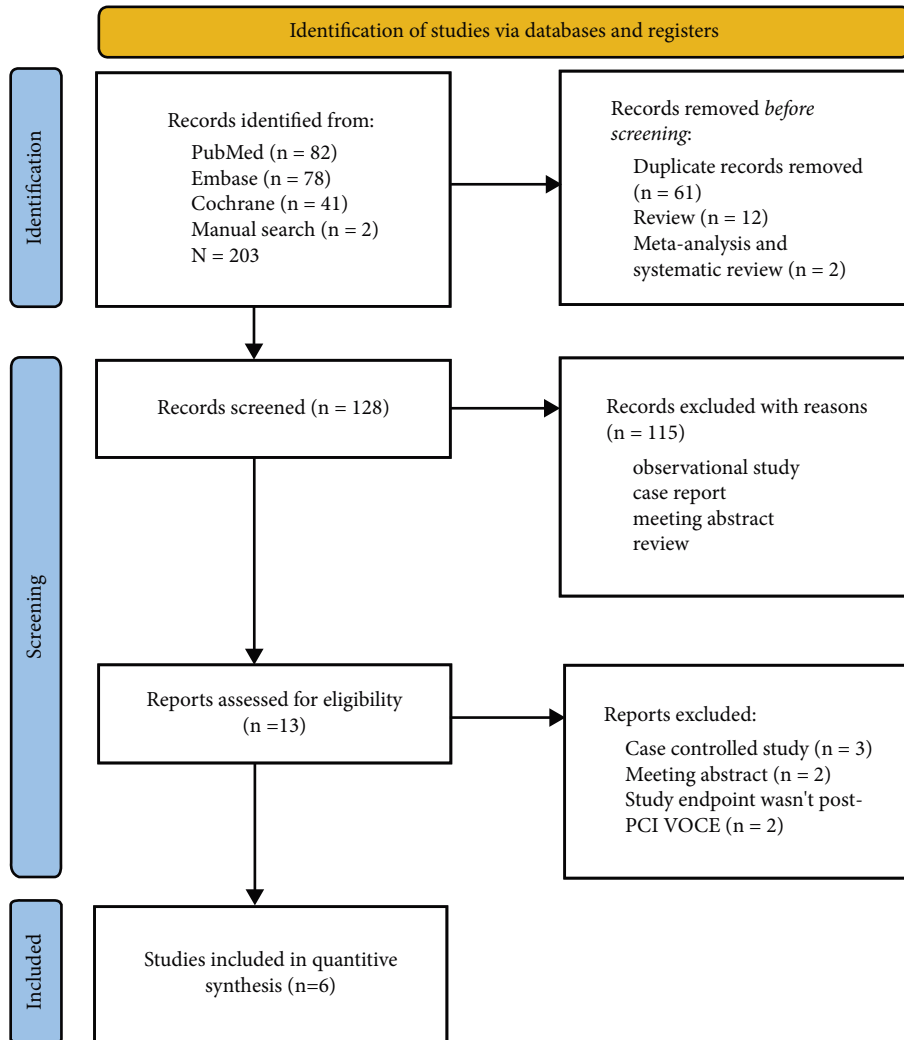 Identification of studies via databases and registers
Identification
Records identified from:
PubMed (n = 82)
Embase (n = 78)
Cochrane (n = 41)
Manual search (n = 2)
N = 203
Records removed before
screening:
Duplicate records removed
(n = 61)
Review (n = 12)
Meta-analysis and
systematic review (n = 2)
Screening
Records screened (n = 128)
Records excluded with reasons
(n = 115)
observational study
case report
meeting abstract
review
Reports assessed for eligibility
(n =13)
Reports excluded:
Case controlled study (n = 3)
Meeting abstract (n = 2)
Study endpoint wasn't post-
PCI VOCE (n = 2)
Included
Studies included in quantitive
synthesis (n=6)